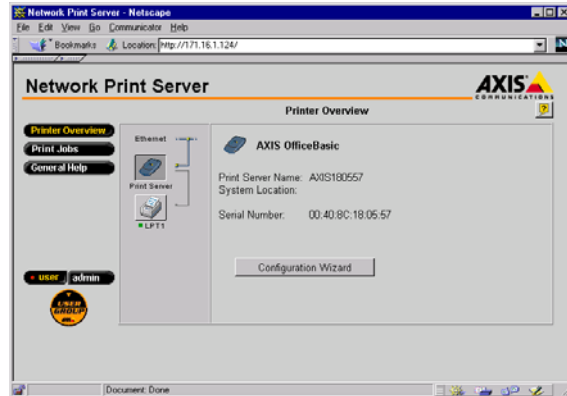 Network Print Server - Netscape
File Edit View Go Communicator Help
Bookmarks Location: http://171.16.1.124/
N
Network Print Server
AXIS
COMMUNICATIONS
Printer Overview
?
Printer Overview
Print Jobs
General Help
Ethernet
Print Server
LPT1
AXIS OfficeBasic
Print Server Name: AXIS180557
System Location:
Serial Number: 00:40:8C:18:05:57
Configuration Wizard
user admin
USER
GROUP
Document: Done